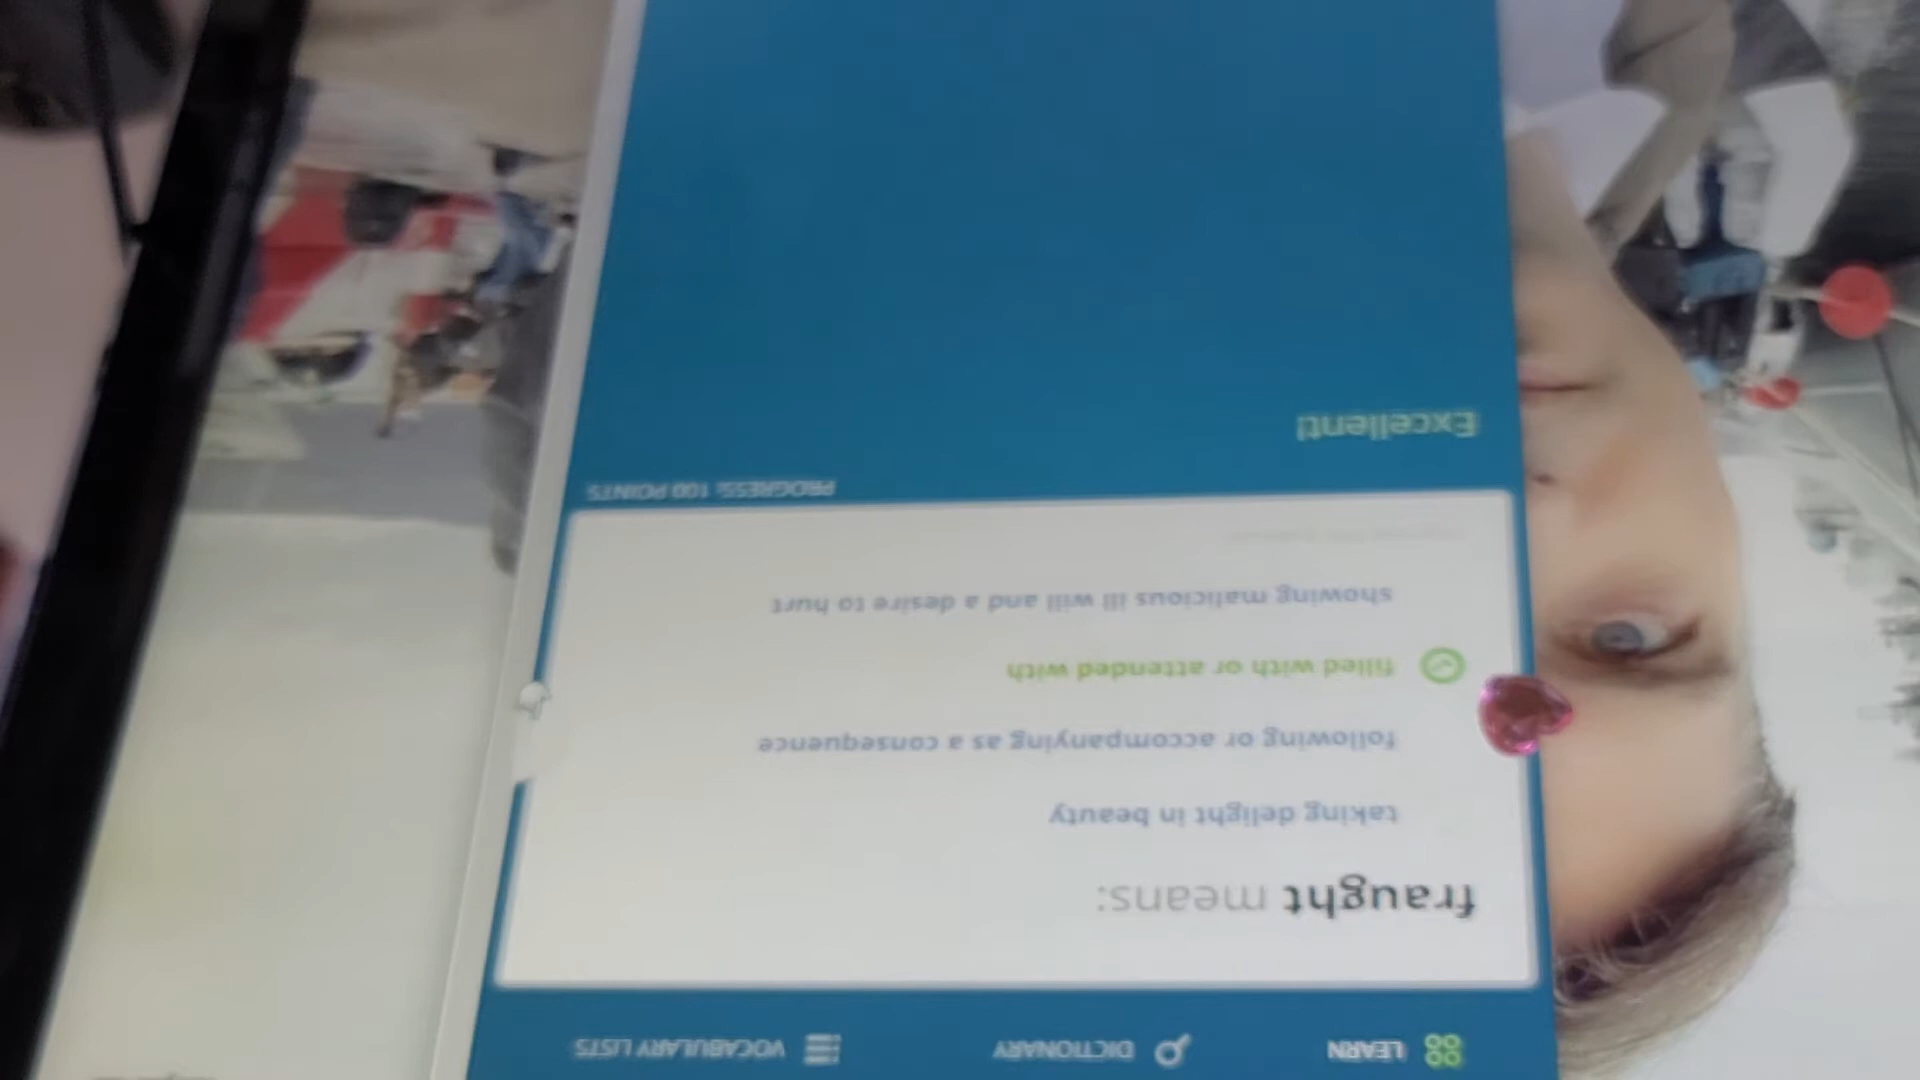 LEARN
DICTIONARY
VOCABULARY LISTS
fraught means:
taking delight in beauty
following or accompanying as a consequence
filled with or attended with
showing malicious ill will and a desire to hurt
PROGRESS: 100 POINTS
Excellent!